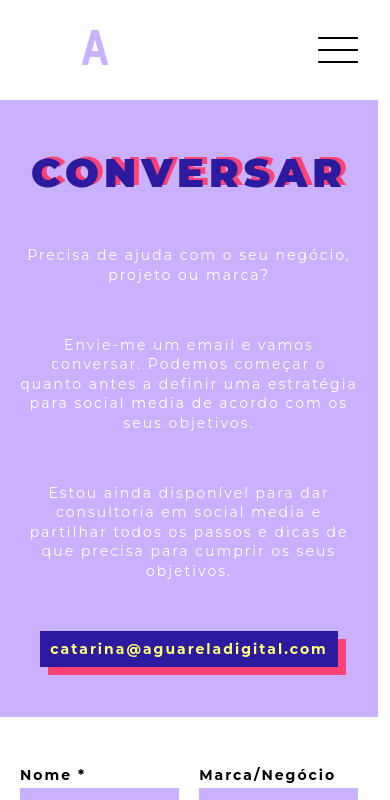 A
CONVERSAR
Precisa de ajuda com o seu negócio,
projeto ou marca?
Envie-me um email e vamos
conversar. Podemos começar o
quanto antes a definir uma estratégia
para social media de acordo com os
seus objetivos.
Estou ainda disponível para dar
consultoria em social media e
partilhar todos os passos e dicas de
que precisa para cumprir os seus
objetivos.
catarina@aguareladigital.com
Nome * Marca/Negócio